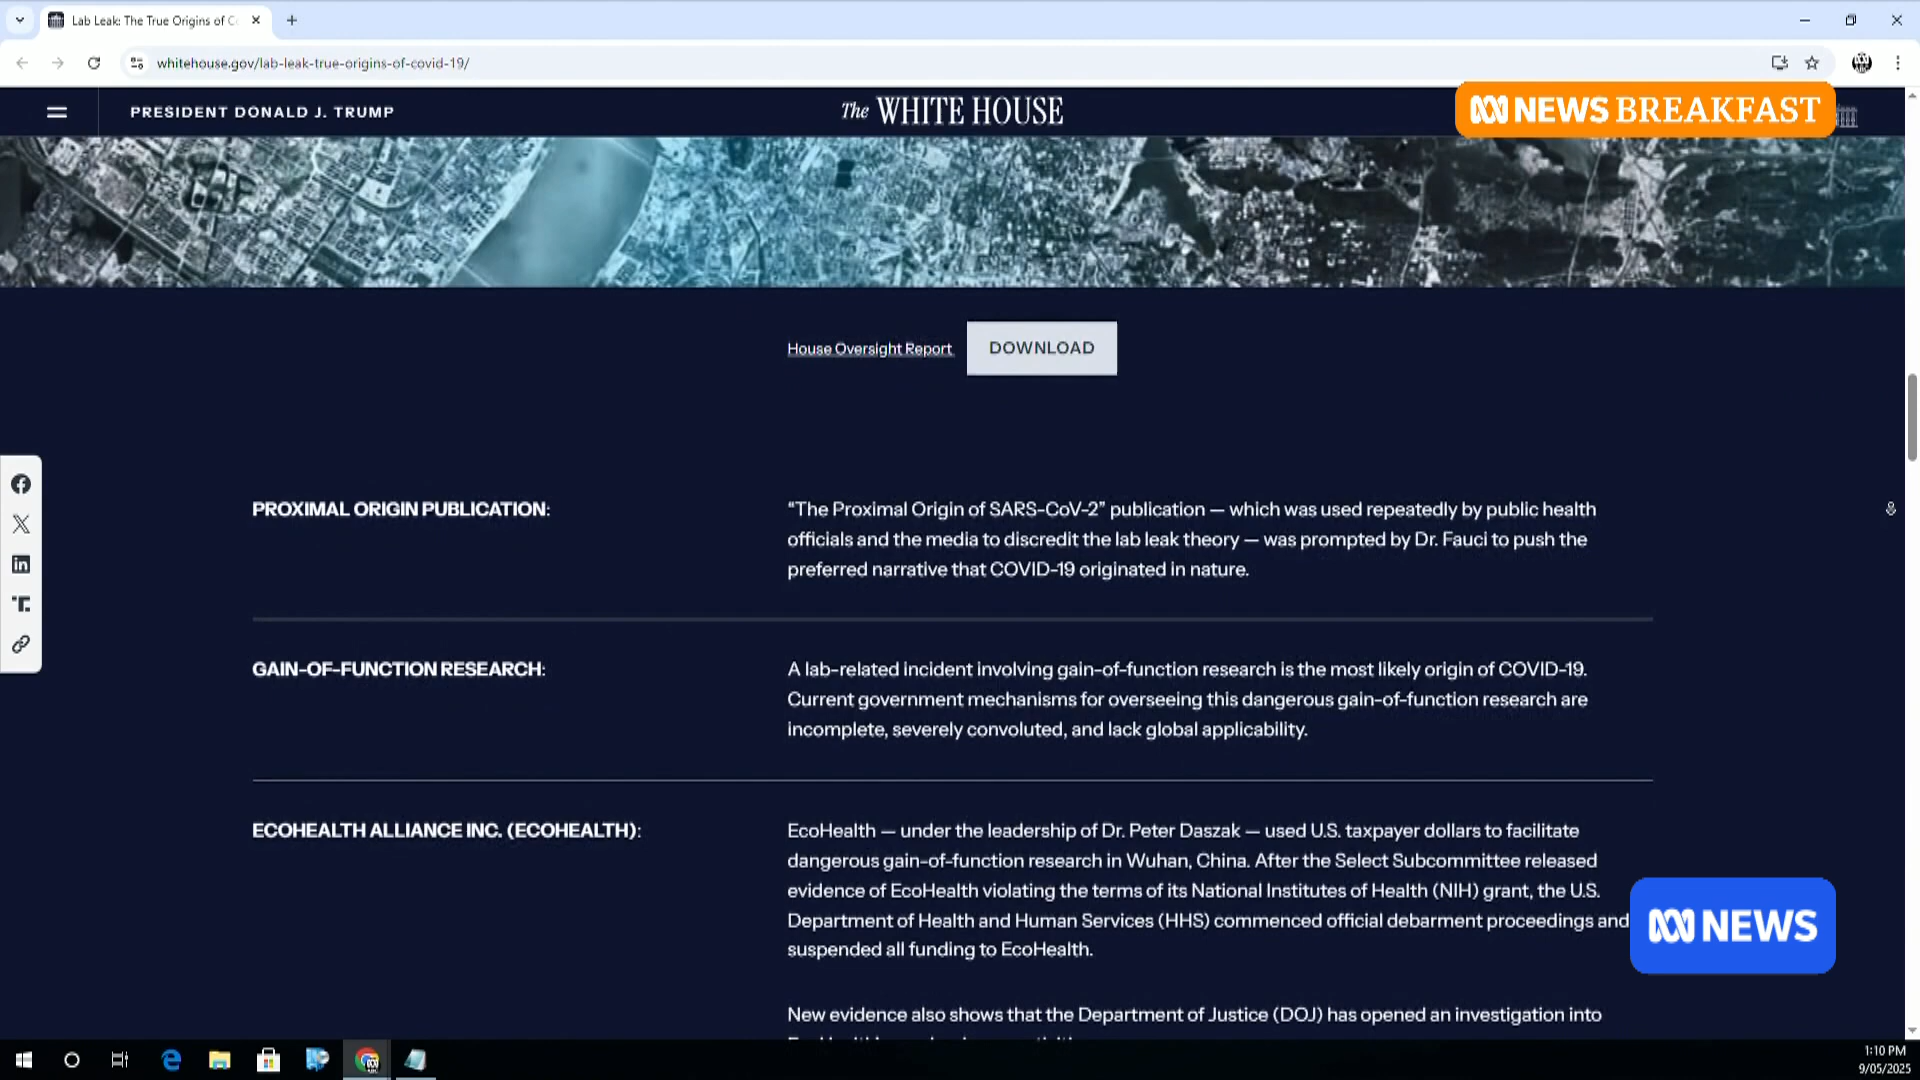 Lab Leak: The True Origins of C
whitehouse.gov/lab-leak-true-origins-of-covid-19/
PRESIDENT DONALD J. TRUMP
The WHITE HOUSE
NEWS BREAKFAST
House Oversight Report
DOWNLOAD
PROXIMAL ORIGIN PUBLICATION:
“The Proximal Origin of SARS-CoV-2” publication — which was used repeatedly by public health
officials and the media to discredit the lab leak theory — was prompted by Dr. Fauci to push the
preferred narrative that COVID-19 originated in nature.
GAIN-OF-FUNCTION RESEARCH:
A lab-related incident involving gain-of-function research is the most likely origin of COVID-19.
Current government mechanisms for overseeing this dangerous gain-of-function research are
incomplete, severely convoluted, and lack global applicability.
ECOHEALTH ALLIANCE INC. (ECOHEALTH):
EcoHealth — under the leadership of Dr. Peter Daszak — used U.S. taxpayer dollars to facilitate
dangerous gain-of-function research in Wuhan, China. After the Select Subcommittee released
evidence of EcoHealth violating the terms of its National Institutes of Health (NIH) grant, the U.S.
Department of Health and Human Services (HHS) commenced official debarment proceedings and
suspended all funding to EcoHealth.
New evidence also shows that the Department of Justice (DOJ) has opened an investigation into
NEWS
1:10 PM
9/05/2025